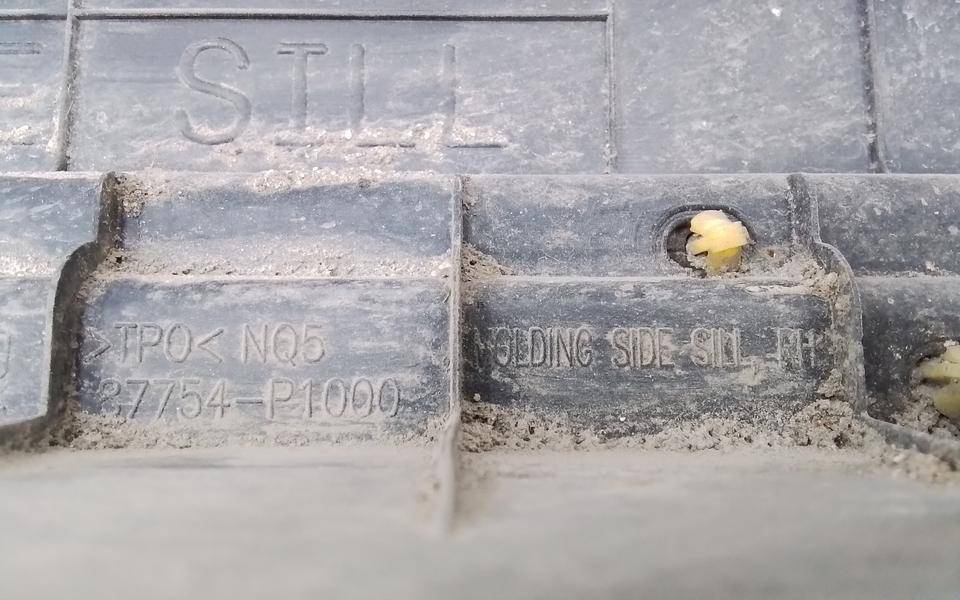 SILL
>TPO< NQ5
87754-P1000
MOLDING SIDE SILL, RH